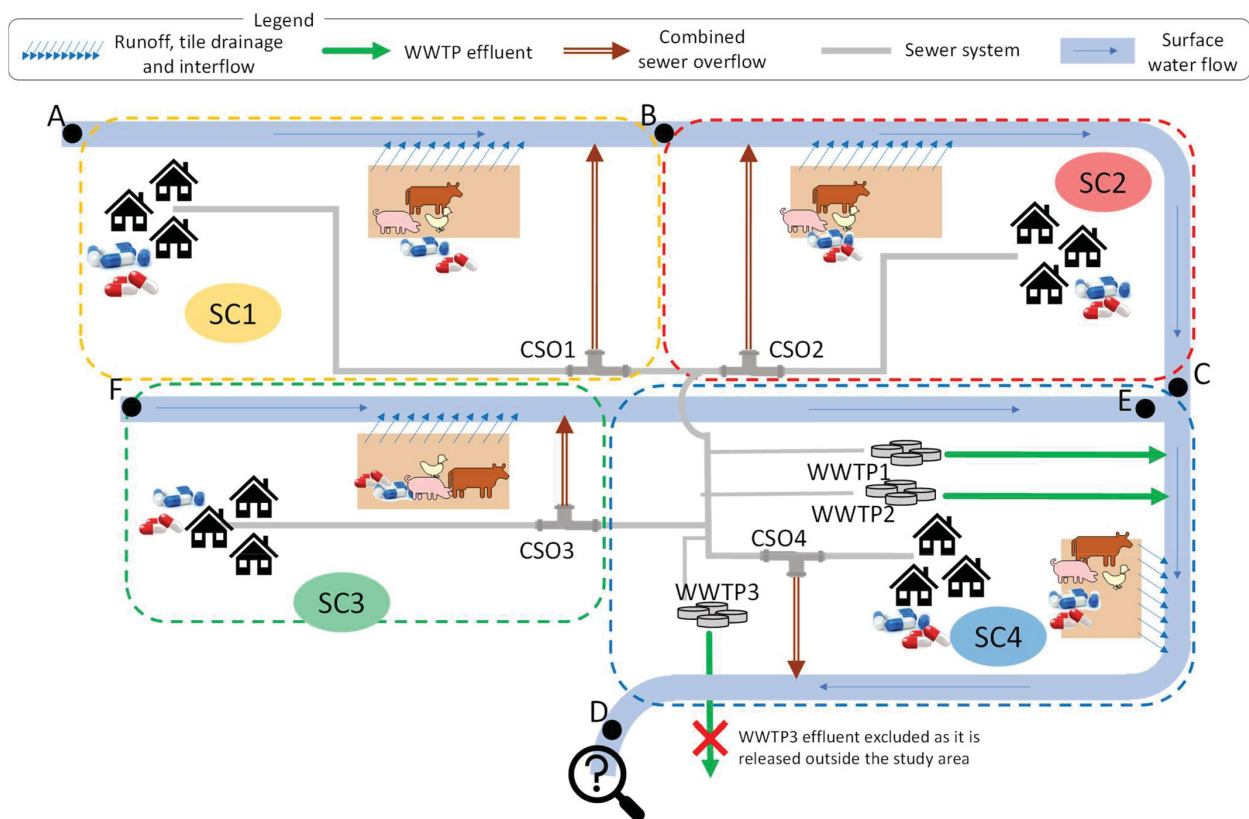 Legend
Runoff, tile drainage
and interflow
WWTP effluent
Combined
sewer overflow
Sewer system
Surface
water flow
A
B
SC2
SC1
CSO1
CSO2
C
F
E
WWTP1
WWTP2
CSO3
CSO4
WWTP3
SC3
SC4
D
WWTP3 effluent excluded as it is
released outside the study area
?